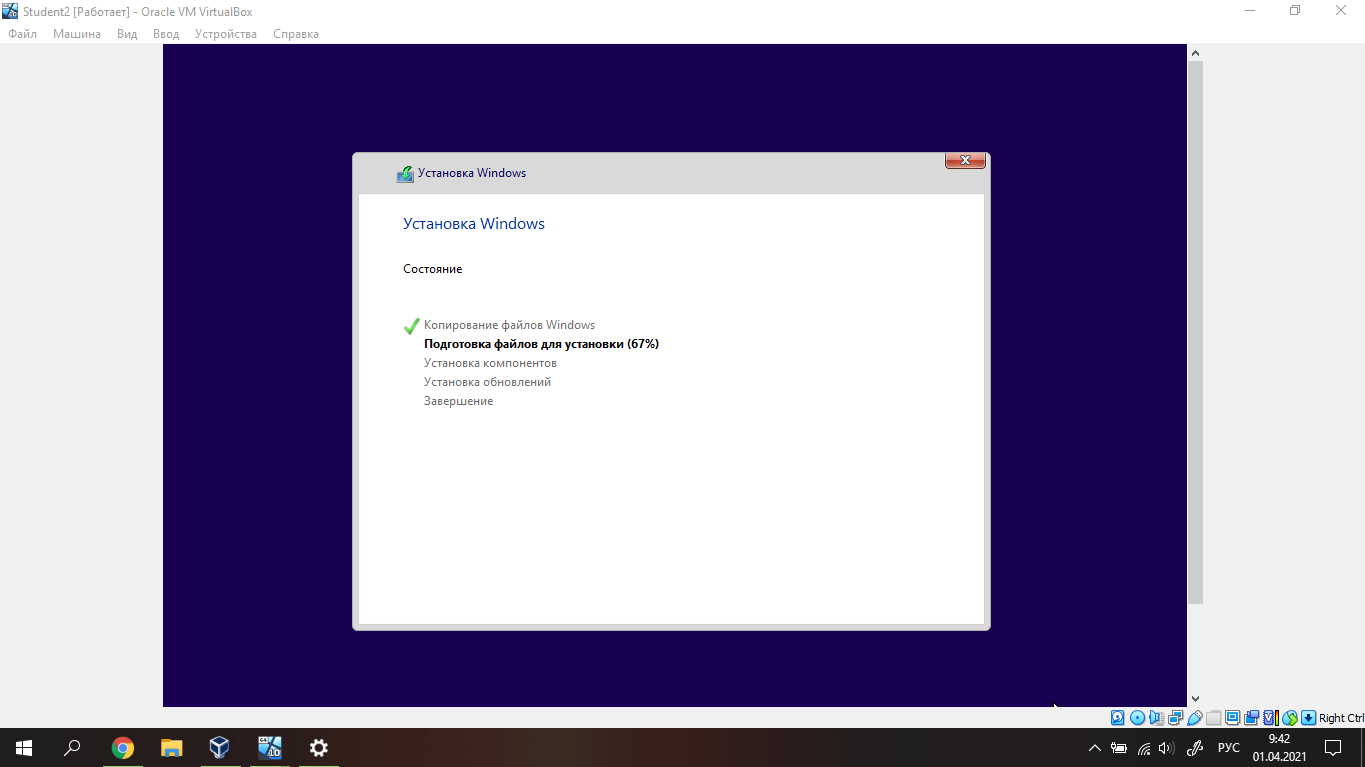 Student2 [Работает] - Oracle VM VirtualBox
Файл Машина Вид Ввод Устройства Справка
Установка Windows
Установка Windows
Состояние
Копирование файлов Windows
Подготовка файлов для установки (67%)
Установка компонентов
Установка обновлений
Завершение
Right Ctrl
РУС
9:42
01.04.2021